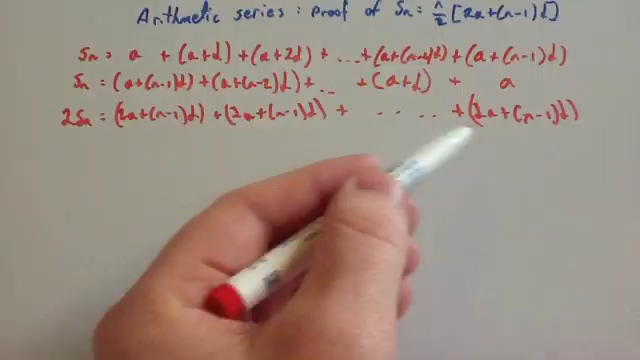 Arithmetic series : proof of Sn = n/2 [2a+(n-1)d]
Sn = a + (a+d) + (a+2d) + ... + (a+(n-2)d) + (a+(n-1)d)
Sn = (a+(n-1)d) + (a+(n-2)d) + ... + (a+d) + a
2Sn = (2a+(n-1)d) + (2a+(n-1)d) + .... + (2a+(n-1)d)